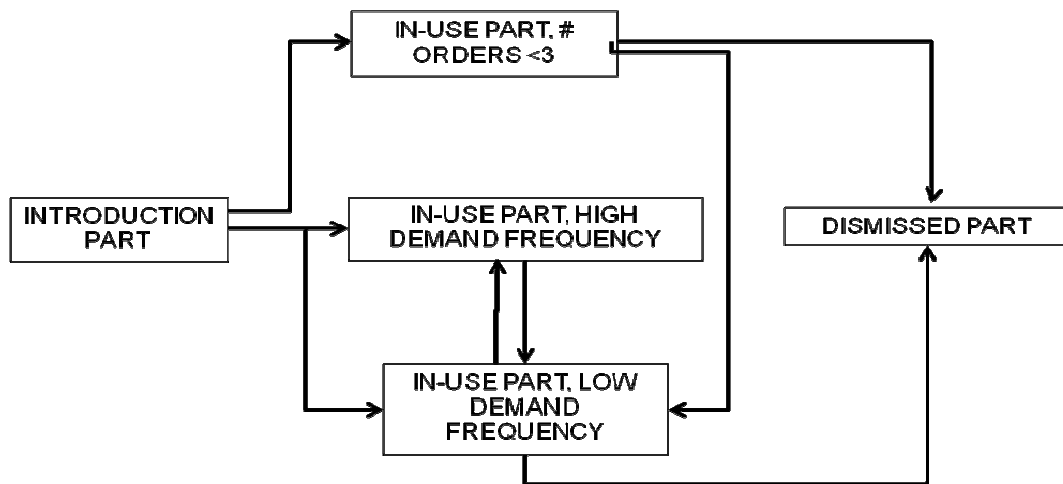 IN-USE PART, #
ORDERS <3
INTRODUCTION
PART
IN-USE PART, HIGH
DEMAND FREQUENCY
DISMISSED PART
IN-USE PART, LOW
DEMAND
FREQUENCY